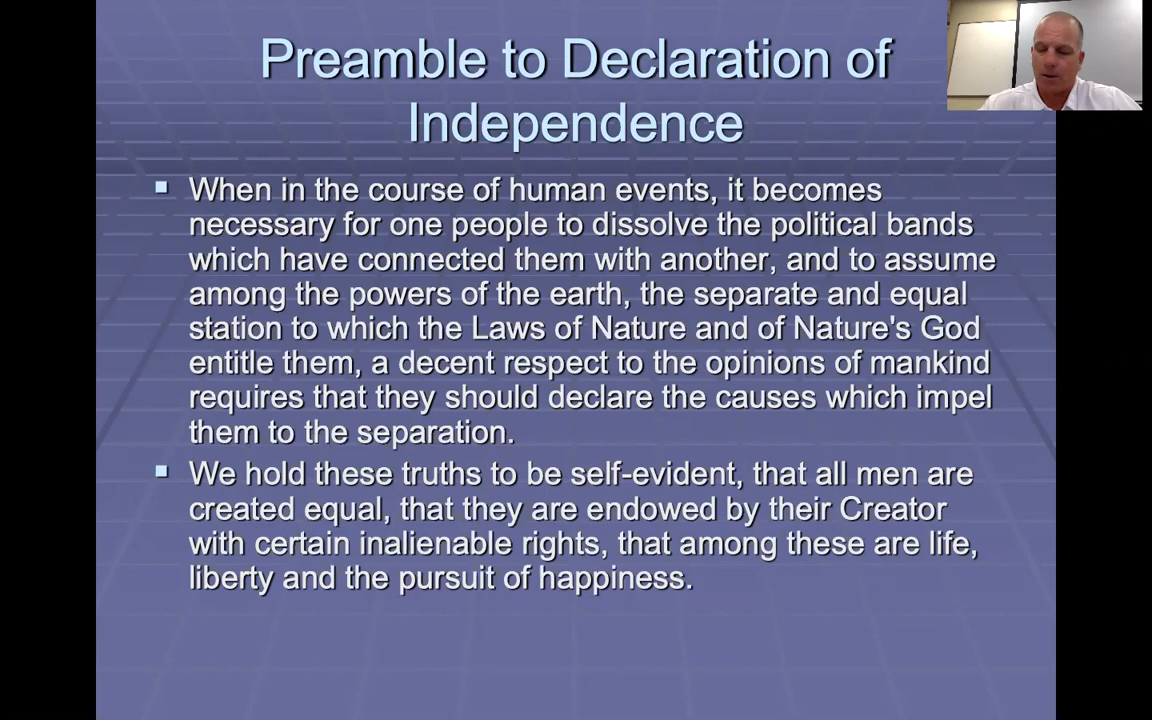 Preamble to Declaration of
Independence
When in the course of human events, it becomes
necessary for one people to dissolve the political bands
which have connected them with another, and to assume
among the powers of the earth, the separate and equal
station to which the Laws of Nature and of Nature's God
entitle them, a decent respect to the opinions of mankind
requires that they should declare the causes which impel
them to the separation.
We hold these truths to be self-evident, that all men are
created equal, that they are endowed by their Creator
with certain inalienable rights, that among these are life,
liberty and the pursuit of happiness.